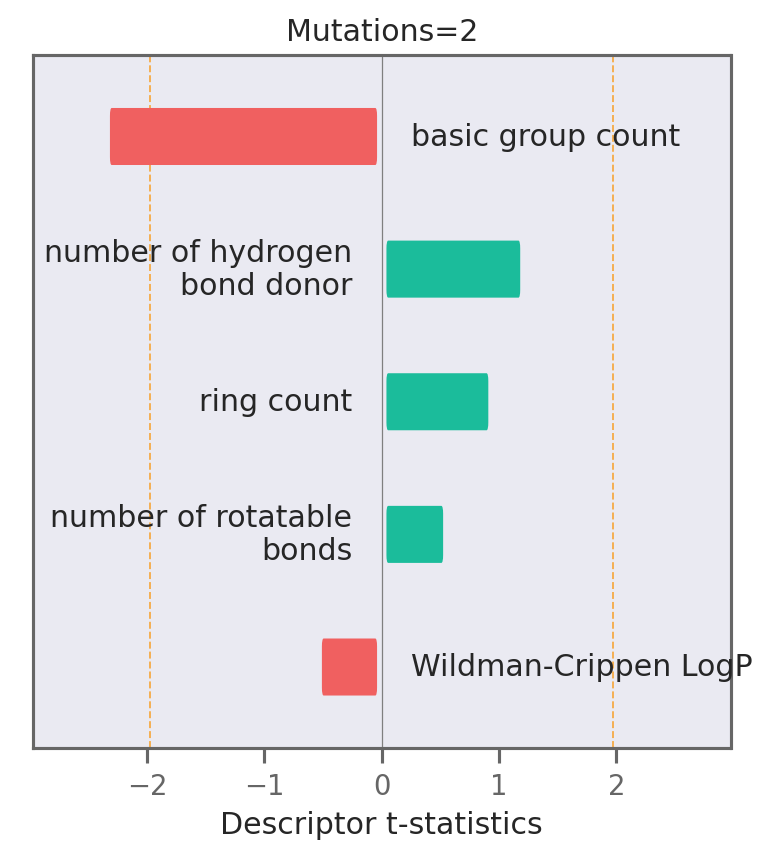 Mutations=2
basic group count
number of hydrogen
bond donor
ring count
number of rotatable
bonds
Wildman-Crippen LogP
−2 −1 0 1 2
Descriptor t-statistics